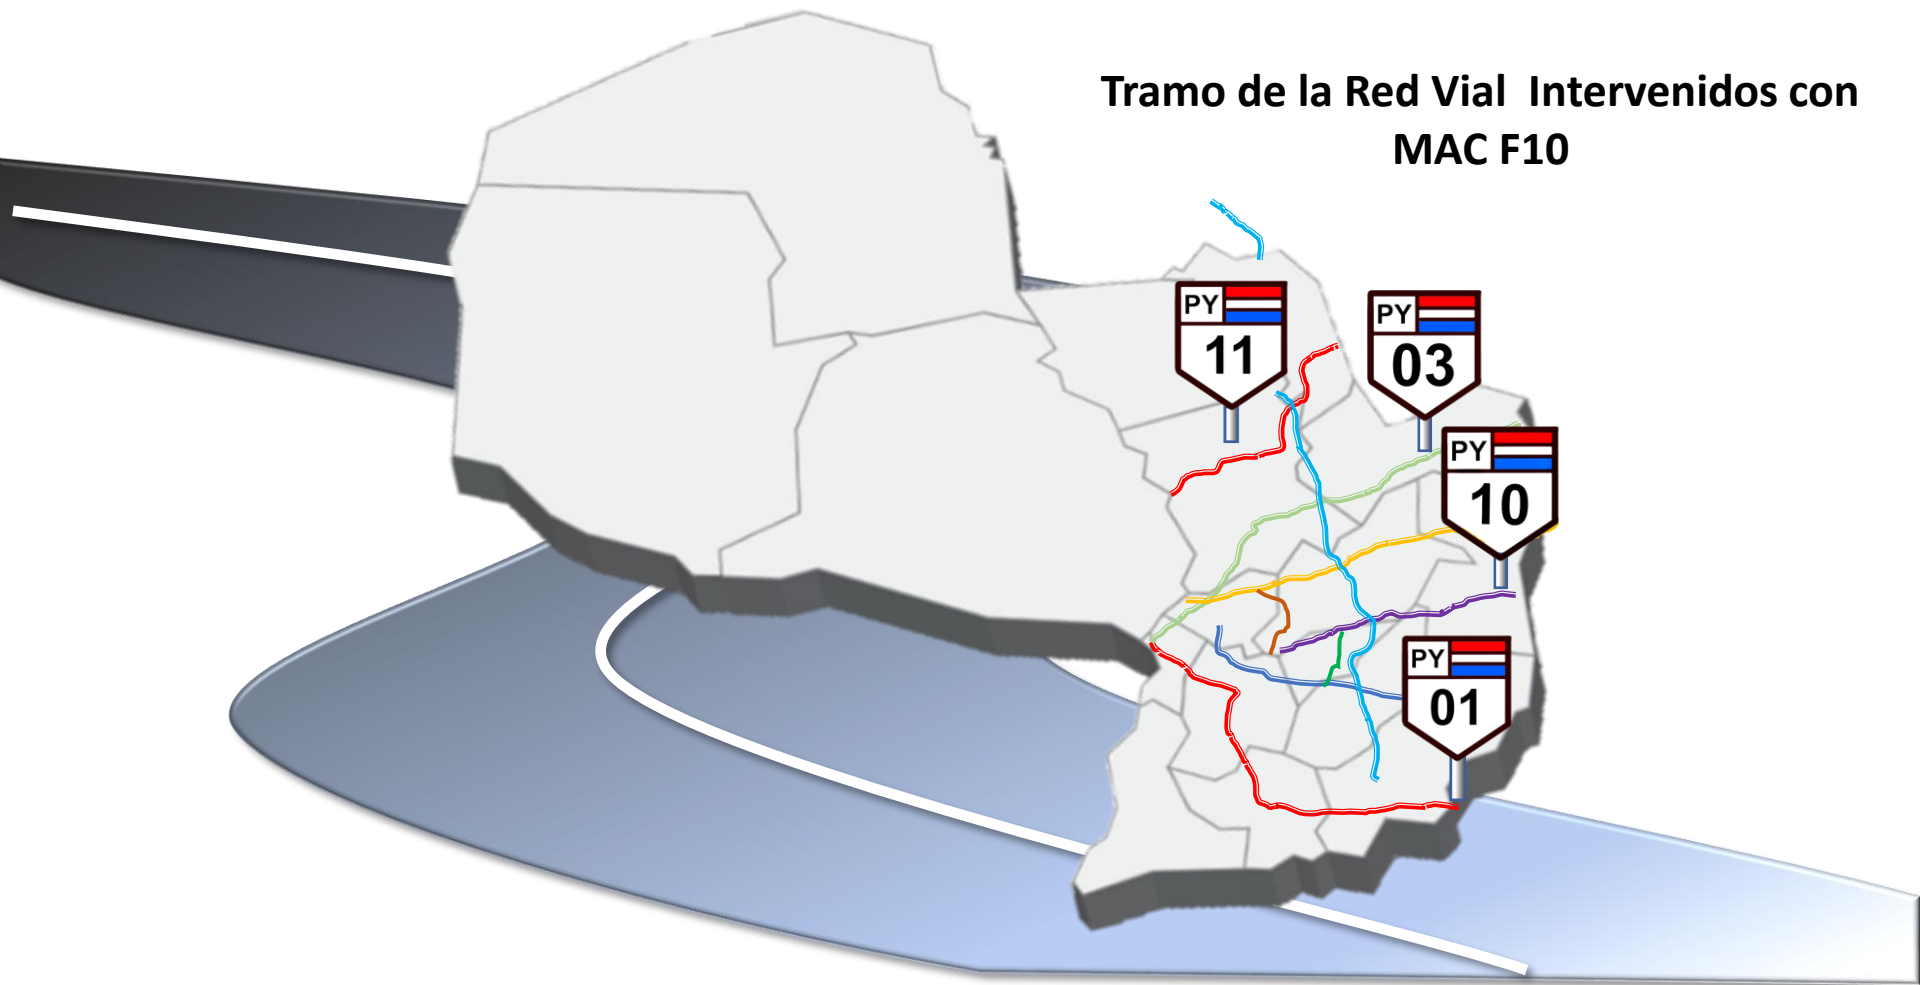 Tramo de la Red Vial Intervenidos con
MAC F10
PY
11
PY
03
PY
10
PY
01